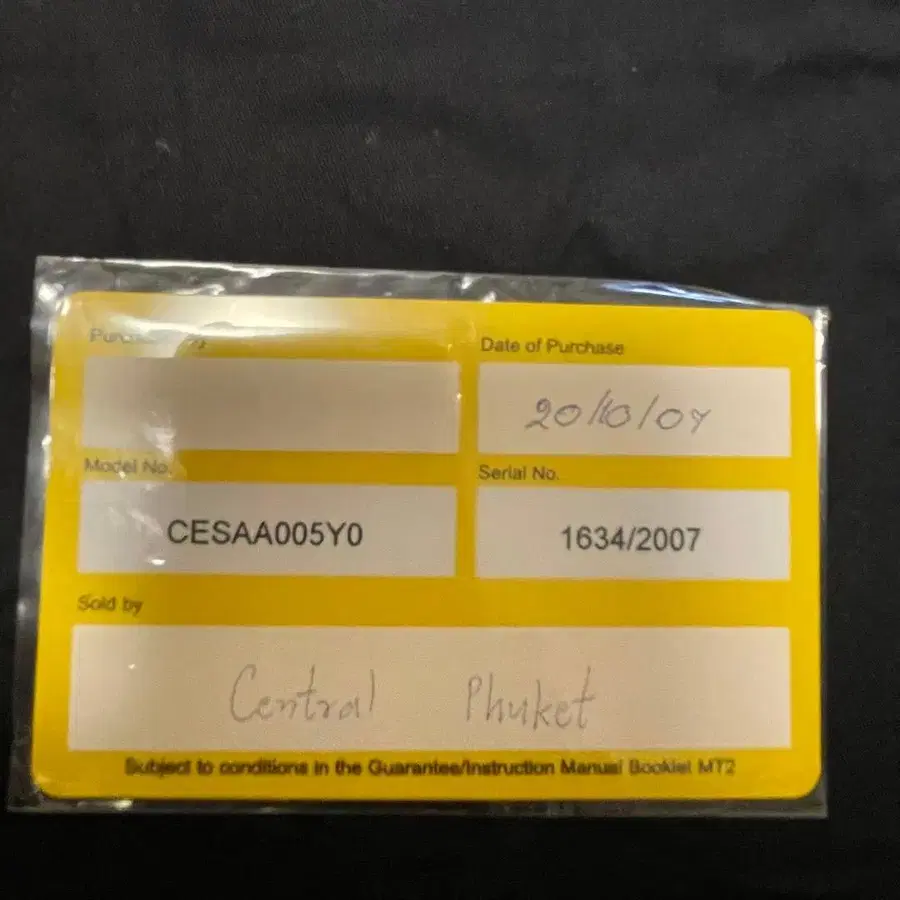 Date of Purchase
20/10/07
Model No.
Serial No.
CESAA005Y0
1634/2007
Sold by
Central Phuket
Subject to conditions in the Guarantee/Instruction Manual Booklet MT2